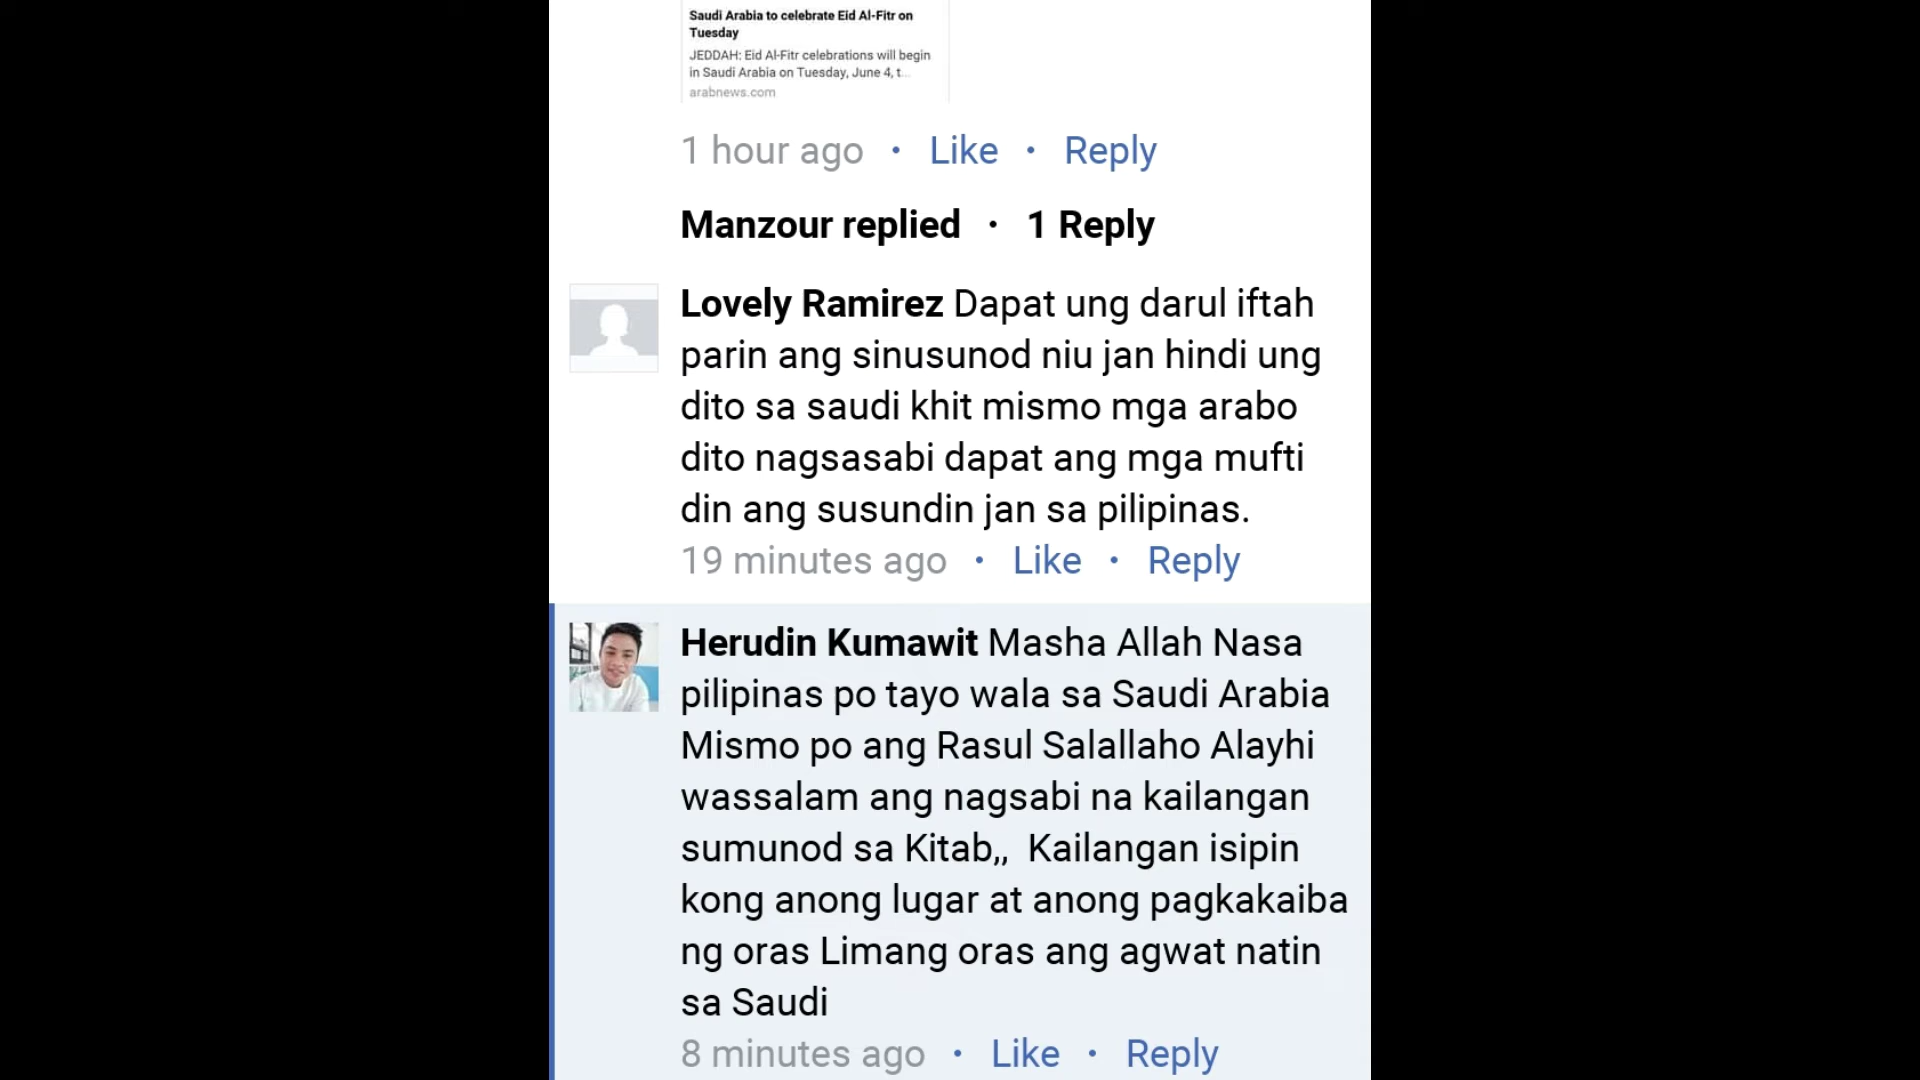 Saudi Arabia to celebrate Eid Al-Fitr on
Tuesday
JEDDAH: Eid Al-Fitr celebrations will begin
in Saudi Arabia on Tuesday, June 4, t...
arabnews.com
1 hour ago • Like • Reply
Manzour replied • 1 Reply
Lovely Ramirez Dapat ung darul iftah
parin ang sinusunod niu jan hindi ung
dito sa saudi khit mismo mga arabo
dito nagsasabi dapat ang mga mufti
din ang susundin jan sa pilipinas.
19 minutes ago • Like • Reply
Herudin Kumawit Masha Allah Nasa
pilipinas po tayo wala sa Saudi Arabia
Mismo po ang Rasul Salallaho Alayhi
wassalam ang nagsabi na kailangan
sumunod sa Kitab,, Kailangan isipin
kong anong lugar at anong pagkakaiba
ng oras Limang oras ang agwat natin
sa Saudi
8 minutes ago • Like • Reply